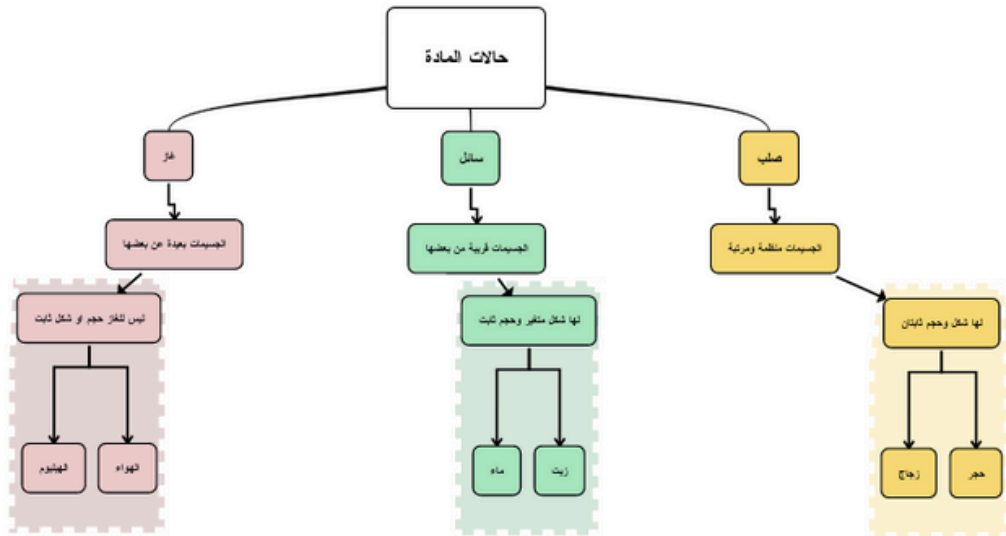 حالات المادة
صلب
سائل
غاز
الجسيمات منظمة ومرتبة
الجسيمات قريبة من بعضها
الجسيمات بعيدة عن بعضها
لها شكل وحجم ثابتان
لها شكل متغير وحجم ثابت
ليس للغاز حجم او شكل ثابت
حجر
زجاج
زيت
ماء
الهواء
الهيليوم